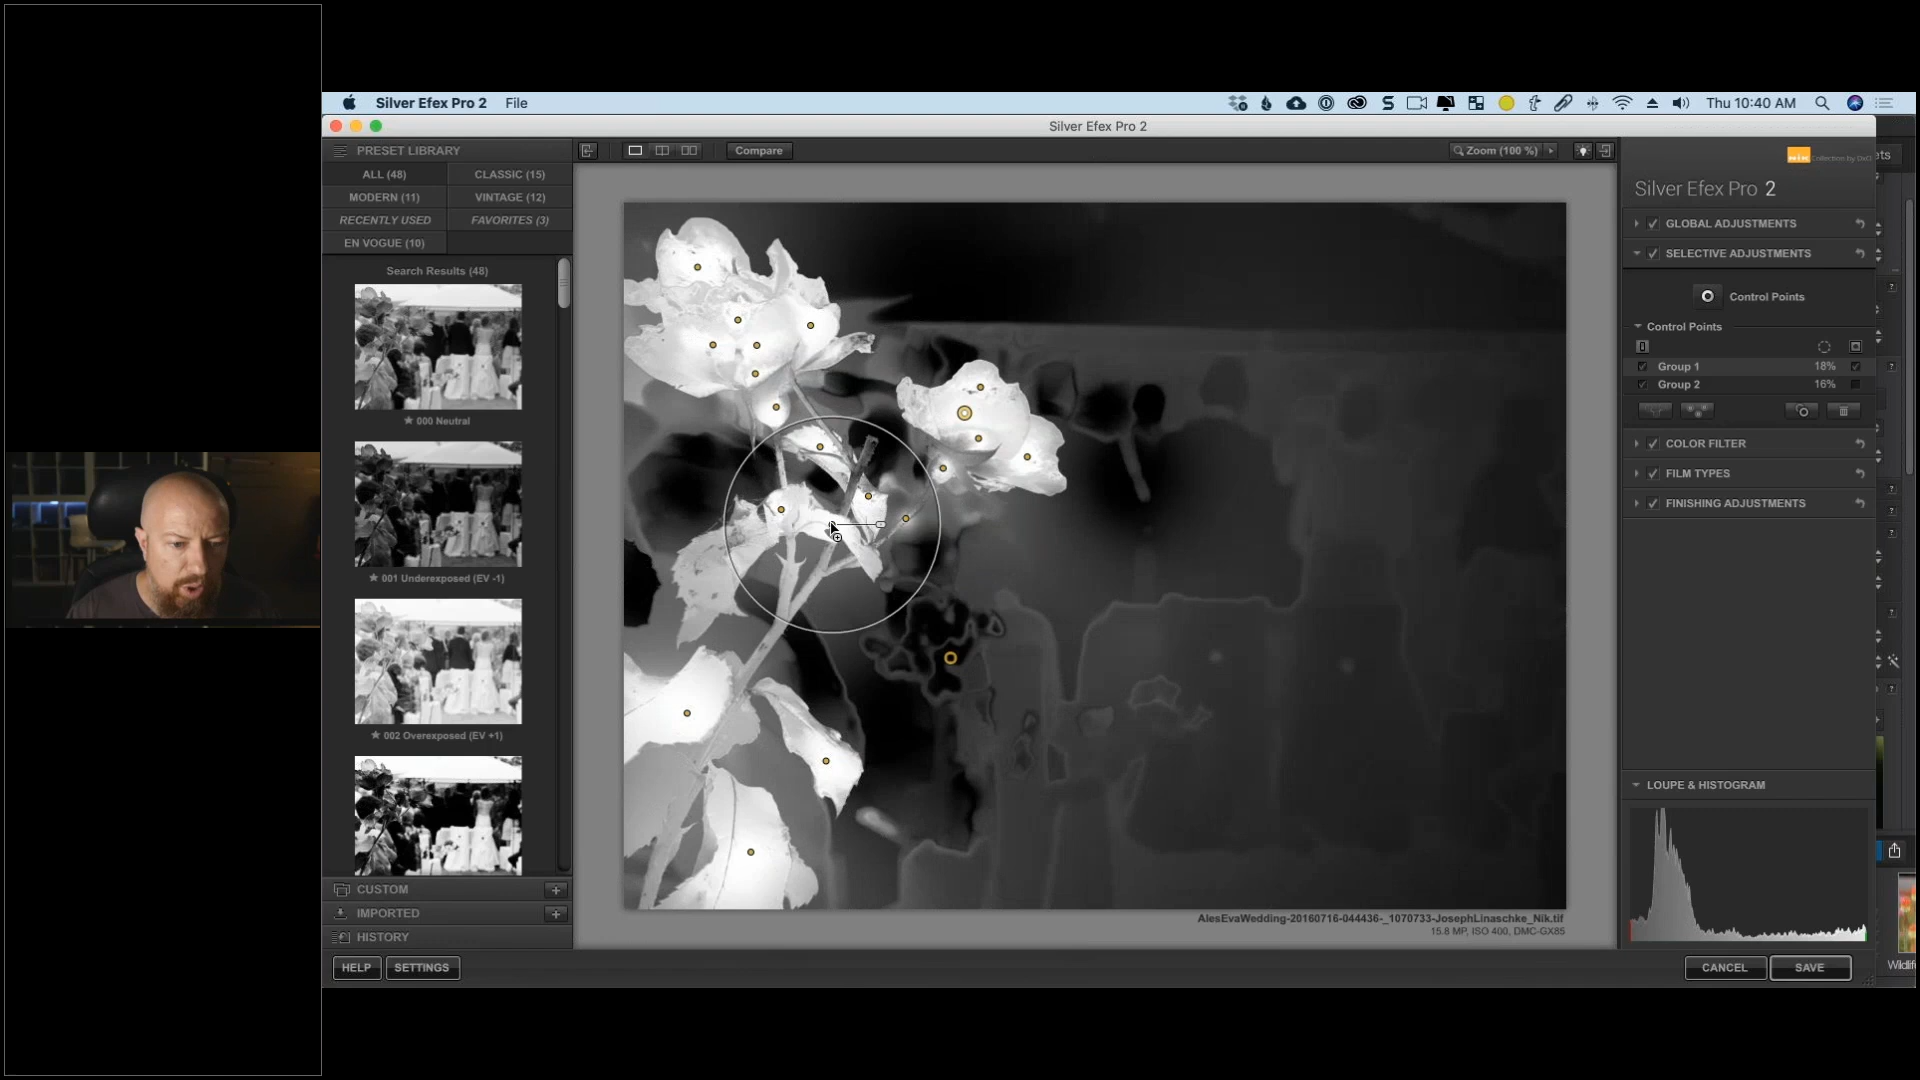 Silver Efex Pro 2 File
Thu 10:40 AM
Silver Efex Pro 2
PRESET LIBRARY
ALL (48) CLASSIC (15)
MODERN (11) VINTAGE (12)
RECENTLY USED FAVORITES (3)
EN VOGUE (10)
Search Results (48)
000 Neutral
001 Underexposed (EV -1)
002 Overexposed (EV +1)
CUSTOM
IMPORTED
HISTORY
HELP SETTINGS
Compare
Zoom (100 %)
AlesEvaWedding-20160716-044436-_1070733-JosephLinaschke_Nik.tif
15.8 MP, ISO 400, DMC-GX85
Collection by DxO
Silver Efex Pro 2
GLOBAL ADJUSTMENTS
SELECTIVE ADJUSTMENTS
Control Points
Control Points
Group 1 18%
Group 2 16%
COLOR FILTER
FILM TYPES
FINISHING ADJUSTMENTS
LOUPE & HISTOGRAM
CANCEL SAVE